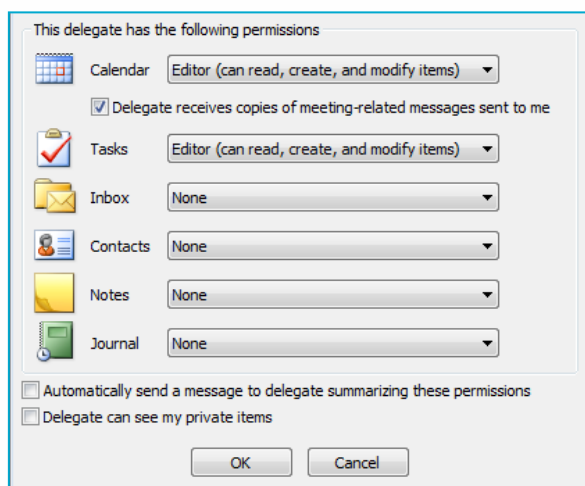 This delegate has the following permissions
Calendar Editor (can read, create, and modify items)
Delegate receives copies of meeting-related messages sent to me
Tasks Editor (can read, create, and modify items)
Inbox None
Contacts None
Notes None
Journal None
Automatically send a message to delegate summarizing these permissions
Delegate can see my private items
OK Cancel